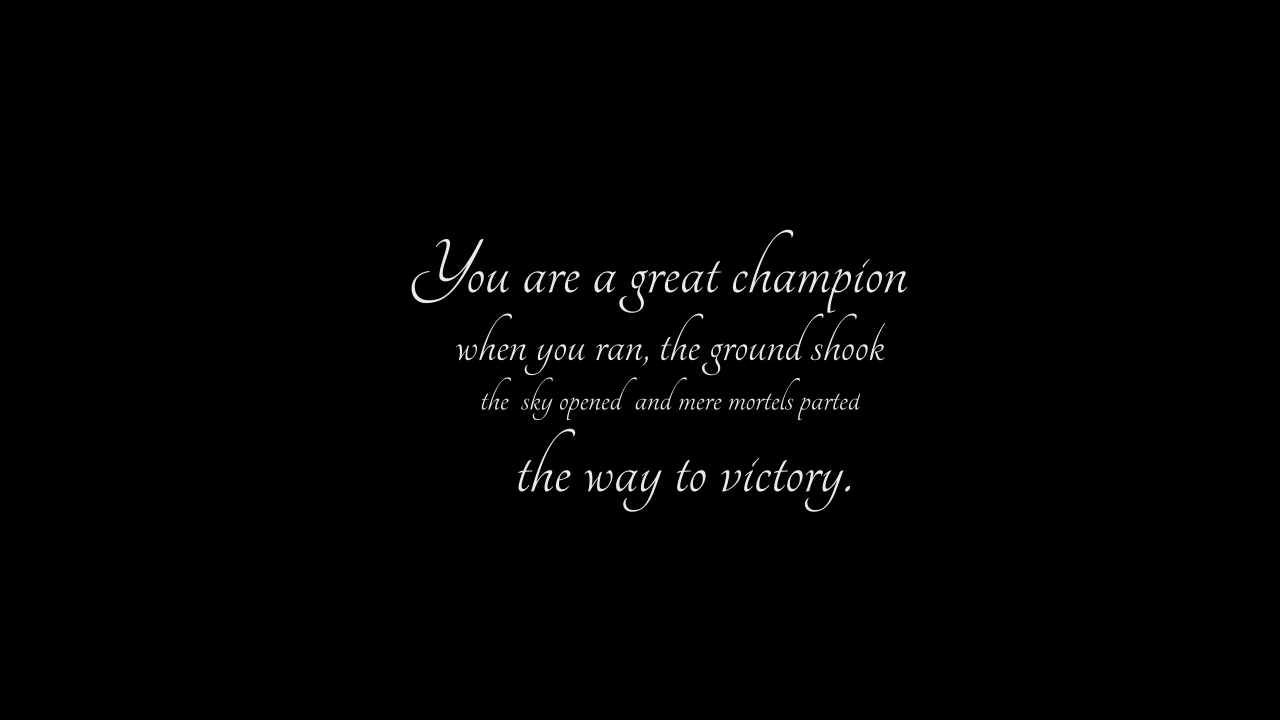 You are a great champion
when you ran, the ground shook
the sky opened and mere mortels parted
the way to victory.